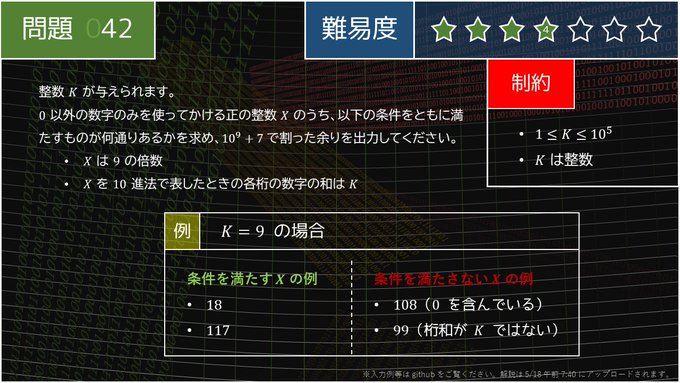 問題 042
難易度
4
制約
整数 K が与えられます。
0 以外の数字のみを使ってかける正の整数 X のうち、以下の条件をともに満
たすものが何通りあるかを求め、10⁹ + 7 で割った余りを出力してください。
• X は 9 の倍数
• X を 10 進法で表したときの各桁の数字の和は K
• 1 ≤ K ≤ 10⁵
• K は整数
例 K = 9 の場合
条件を満たす X の例
• 18
• 117
条件を満たさない X の例
• 108（0 を含んでいる）
• 99（桁和が K ではない）
※入力例等は github をご覧ください。解説は 5/18 午前 7:40 にアップロードされます。